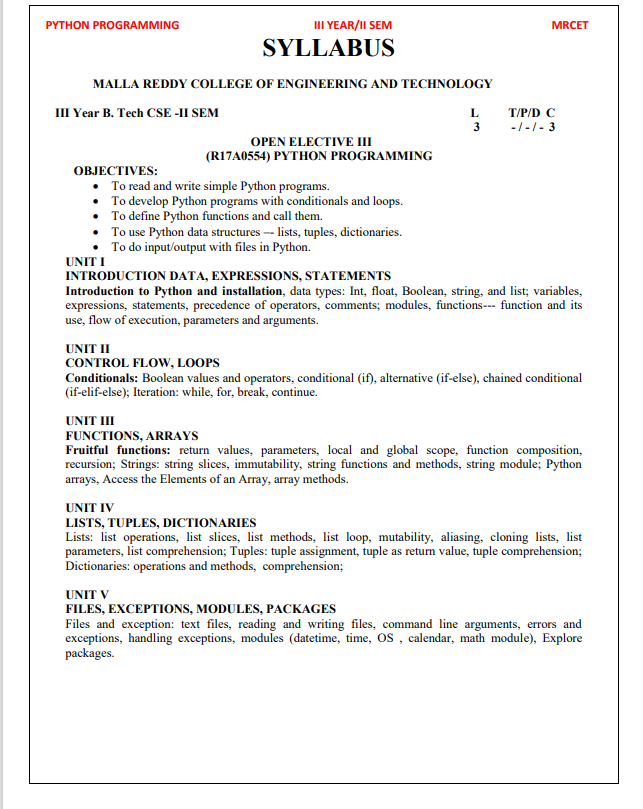 PYTHON PROGRAMMING III YEAR/II SEM MRCET
SYLLABUS
MALLA REDDY COLLEGE OF ENGINEERING AND TECHNOLOGY
III Year B. Tech CSE -II SEM L T/P/D C
3 -/-/- 3
OPEN ELECTIVE III
(R17A0554) PYTHON PROGRAMMING
OBJECTIVES:
• To read and write simple Python programs.
• To develop Python programs with conditionals and loops.
• To define Python functions and call them.
• To use Python data structures –- lists, tuples, dictionaries.
• To do input/output with files in Python.
UNIT I
INTRODUCTION DATA, EXPRESSIONS, STATEMENTS
Introduction to Python and installation, data types: Int, float, Boolean, string, and list; variables,
expressions, statements, precedence of operators, comments; modules, functions--- function and its
use, flow of execution, parameters and arguments.
UNIT II
CONTROL FLOW, LOOPS
Conditionals: Boolean values and operators, conditional (if), alternative (if-else), chained conditional
(if-elif-else); Iteration: while, for, break, continue.
UNIT III
FUNCTIONS, ARRAYS
Fruitful functions: return values, parameters, local and global scope, function composition,
recursion; Strings: string slices, immutability, string functions and methods, string module; Python
arrays, Access the Elements of an Array, array methods.
UNIT IV
LISTS, TUPLES, DICTIONARIES
Lists: list operations, list slices, list methods, list loop, mutability, aliasing, cloning lists, list
parameters, list comprehension; Tuples: tuple assignment, tuple as return value, tuple comprehension;
Dictionaries: operations and methods, comprehension;
UNIT V
FILES, EXCEPTIONS, MODULES, PACKAGES
Files and exception: text files, reading and writing files, command line arguments, errors and
exceptions, handling exceptions, modules (datetime, time, OS , calendar, math module), Explore
packages.